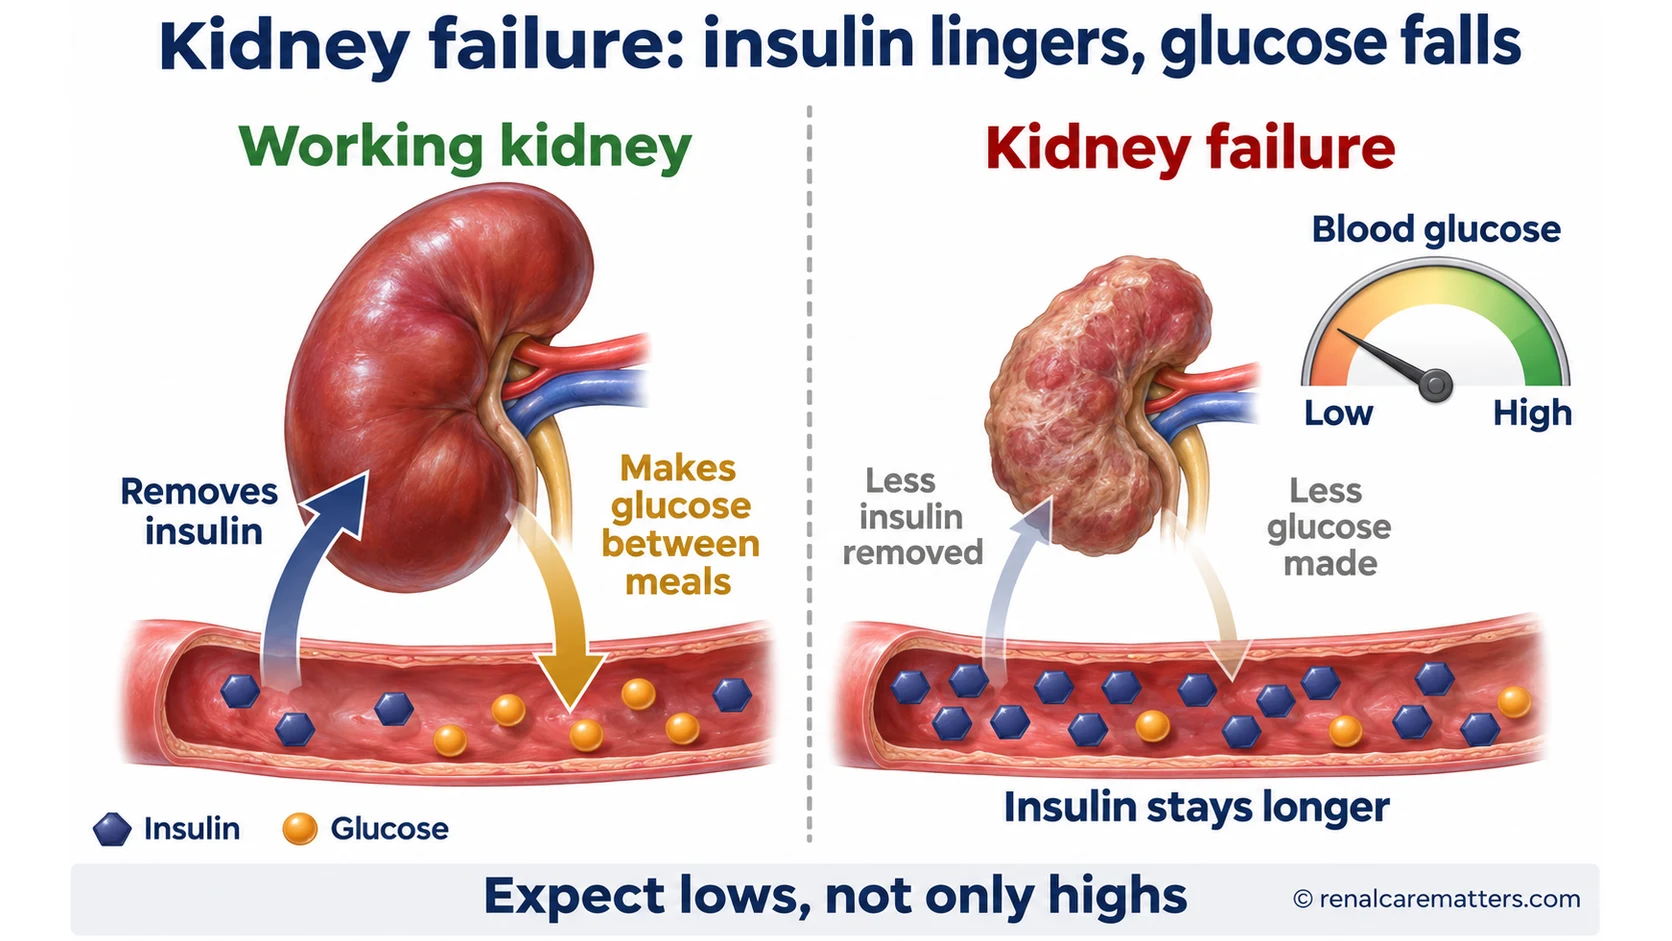 Kidney failure: insulin lingers, glucose falls
Working kidney
Removes
insulin
Makes
glucose
between
meals
Insulin
Glucose
Kidney failure
Blood glucose
Low
High
Less
insulin
removed
Less
glucose
made
Insulin stays longer
Expect lows, not only highs
© renalcarematters.com